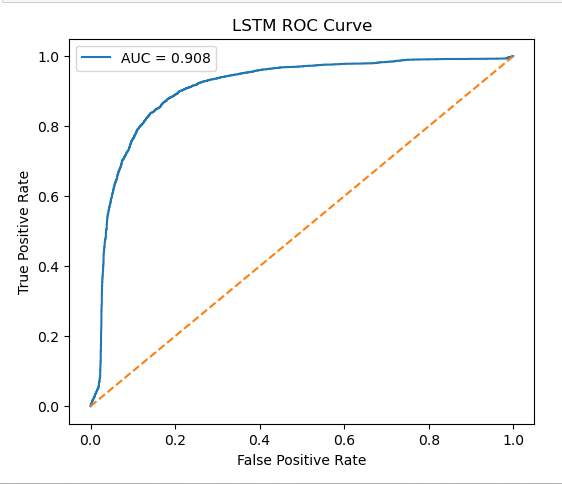 LSTM ROC Curve
AUC = 0.908
1.0
0.8
0.6
0.4
0.2
0.0
True Positive Rate
0.0 0.2 0.4 0.6 0.8 1.0
False Positive Rate